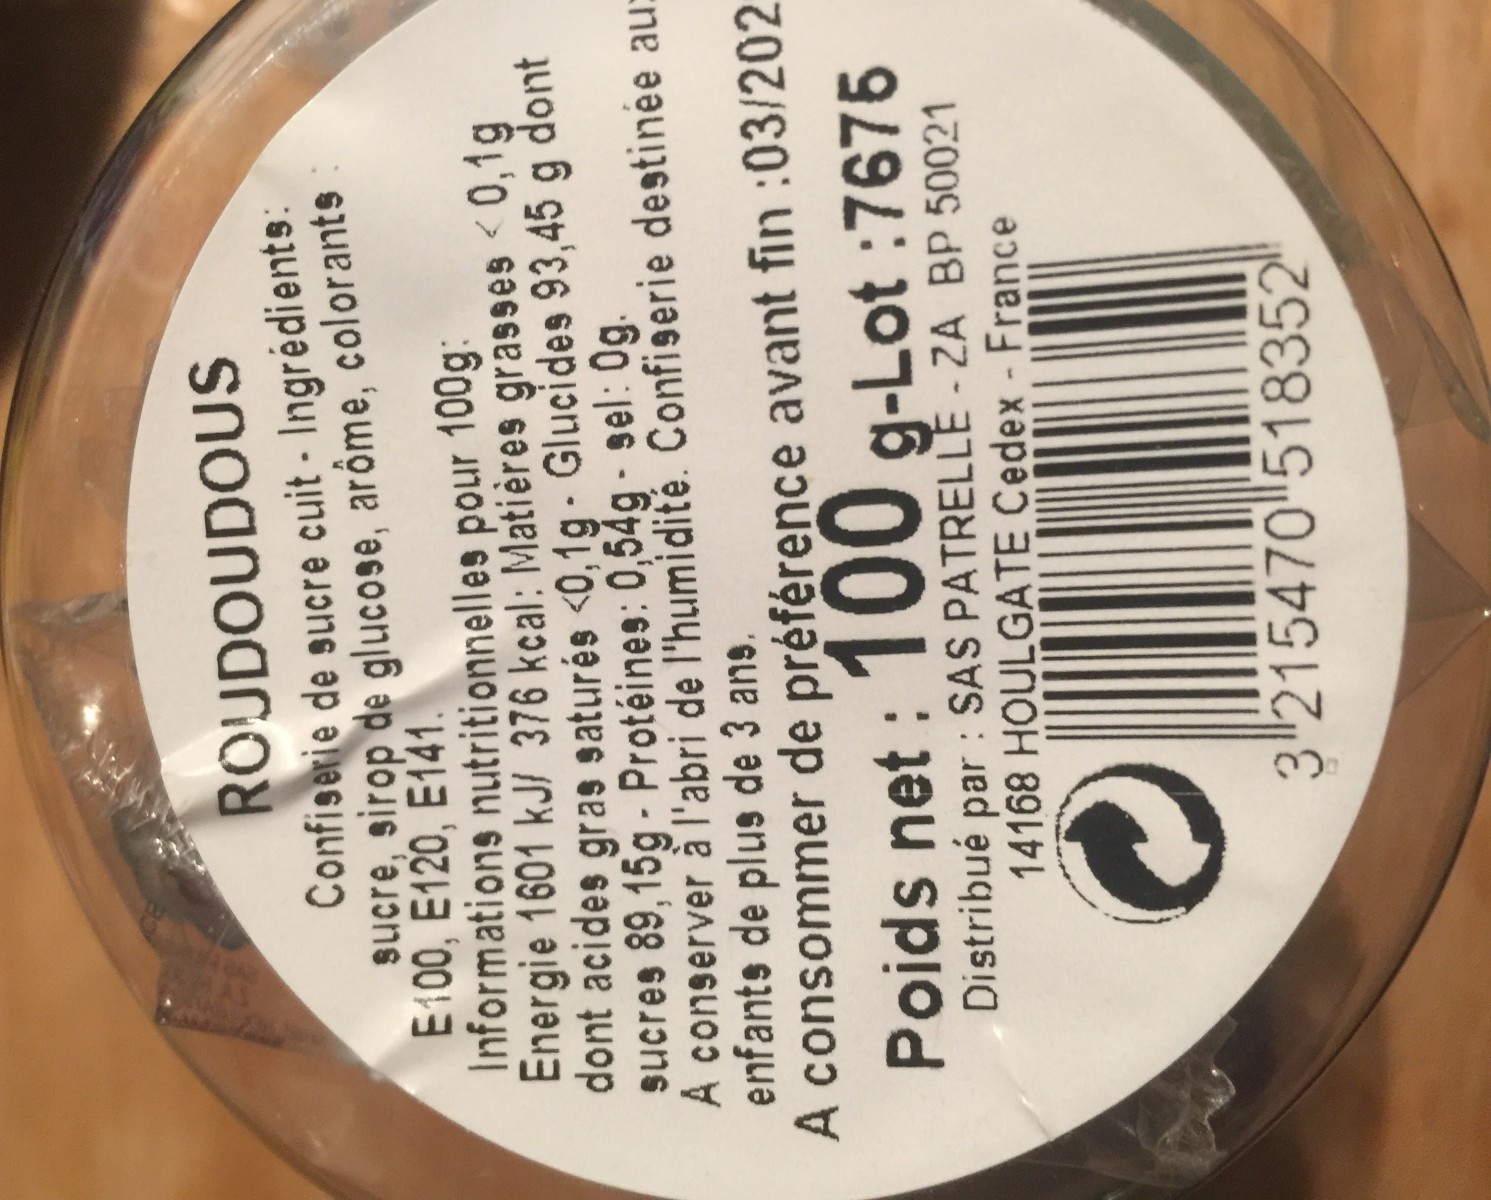 ROUDOUDOUS
Confiserie de sucre cuit - Ingrédients:
sucre, sirop de glucose, arôme, colorants :
E100, E120, E141.
Informations nutritionnelles pour 100g:
Energie 1601 kJ/ 376 kcal: Matières grasses < 0,1g
dont acides gras saturés <0,1g - Glucides 93,45 g dont
sucres 89,15g - Protéines: 0,54g - sel: 0g.
A conserver à l'abri de l'humidité. Confiserie destinée aux
enfants de plus de 3 ans.
A consommer de préférence avant fin :03/202
Poids net : 100 g-Lot :7675
Distribué par : SAS PATRELLE - ZA BP 50021
14168 HOULGATE Cedex - France
3 215470 518352